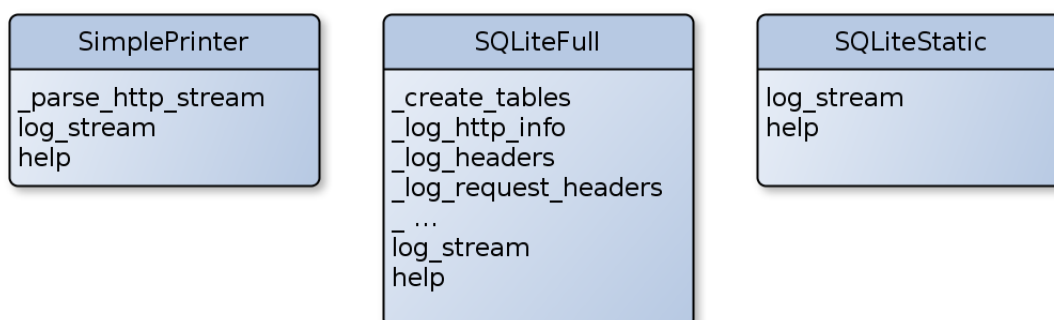 SimplePrinter
_parse_http_stream
log_stream
help
SQLiteFull
_create_tables
_log_http_info
_log_headers
_log_request_headers
_ ...
log_stream
help
SQLiteStatic
log_stream
help